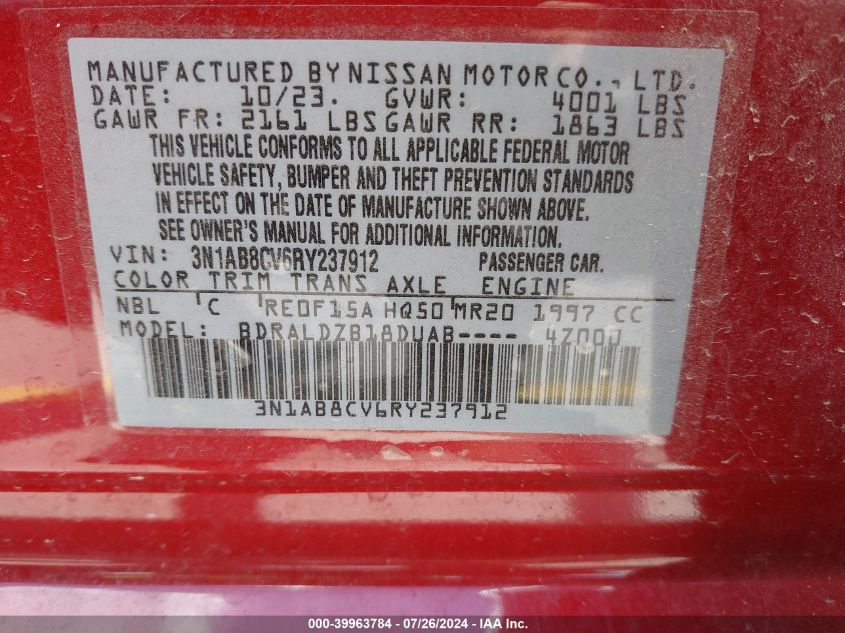 MANUFACTURED BY NISSAN MOTOR CO., LTD.
DATE: 10/23. GVWR: 4001 LBS
GAWR FR: 2161 LBS GAWR RR: 1863 LBS
THIS VEHICLE CONFORMS TO ALL APPLICABLE FEDERAL MOTOR
VEHICLE SAFETY, BUMPER AND THEFT PREVENTION STANDARDS
IN EFFECT ON THE DATE OF MANUFACTURE SHOWN ABOVE.
SEE OWNER'S MANUAL FOR ADDITIONAL INFORMATION.
VIN: 3N1AB8CV6RY237912 PASSENGER CAR.
COLOR TRIM TRANS AXLE ENGINE
NBL C RE0F15A HQ50 MR20 1997 CC
MODEL: BDRALDZB18DUAB---- 4Z000
3N1AB8CV6RY237912
000-39963784 - 07/26/2024 - IAA Inc.